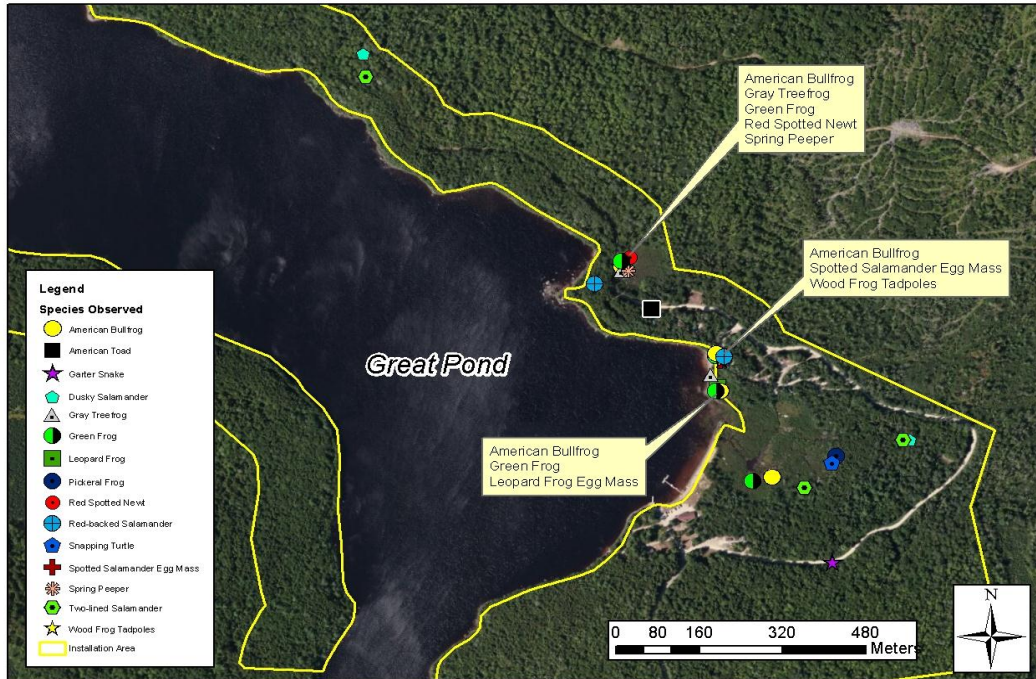 American Bullfrog
Gray Treefrog
Green Frog
Red Spotted Newt
Spring Peeper
American Bullfrog
Spotted Salamander Egg Mass
Wood Frog Tadpoles
Great Pond
American Bullfrog
Green Frog
Leopard Frog Egg Mass
Legend
Species Observed
American Bullfrog
American Toad
Garter Snake
Dusky Salamander
Gray Treefrog
Green Frog
Leopard Frog
Pickeral Frog
Red Spotted Newt
Red-backed Salamander
Snapping Turtle
Spotted Salamander Egg Mass
Spring Peeper
Two-lined Salamander
Wood Frog Tadpoles
Installation Area
0 80 160 320 480
Meters
N